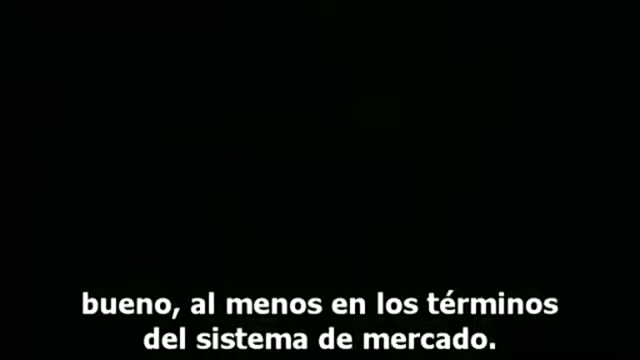 bueno, al menos en los términos
del sistema de mercado.